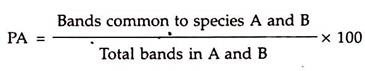 Bands common to species A and B
PA = × 100
Total bands in A and B